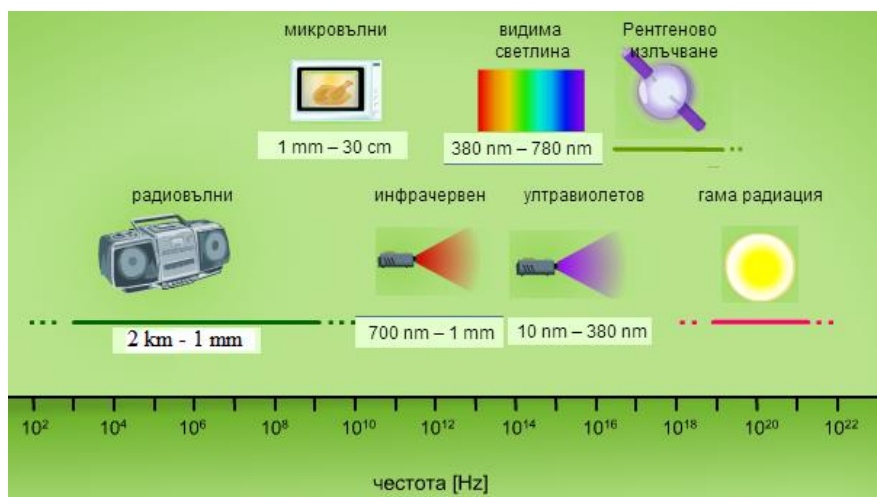 микровълни
видима
светлина
Рентгеново
излъчване
1 mm – 30 cm
380 nm – 780 nm
радиовълни
инфрачервен
ултравиолетов
гама радиация
2 km - 1 mm
700 nm – 1 mm
10 nm – 380 nm
10² 10⁴ 10⁶ 10⁸ 10¹⁰ 10¹² 10¹⁴ 10¹⁶ 10¹⁸ 10²⁰ 10²²
честота [Hz]